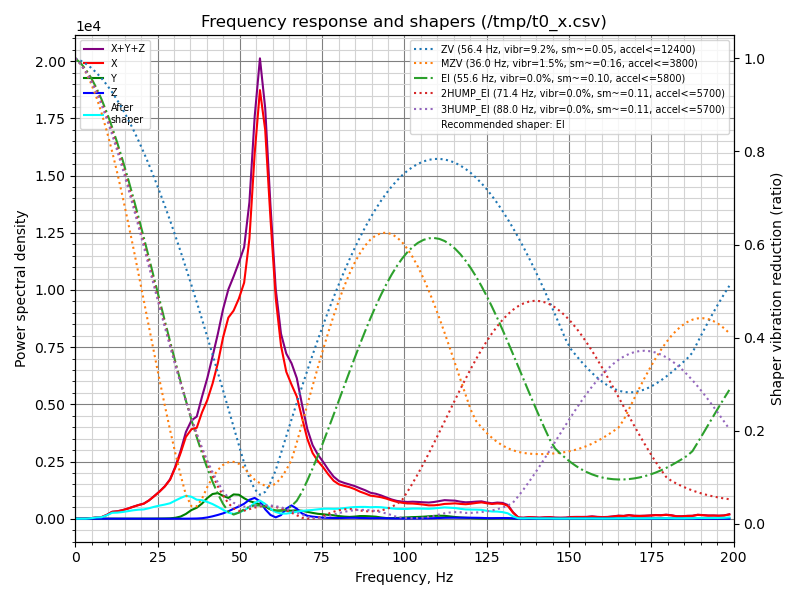 Frequency response and shapers (/tmp/t0_x.csv)
1e4
X+Y+Z
X
Y
Z
After
shaper
ZV (56.4 Hz, vibr=9.2%, sm~=0.05, accel<=12400)
MZV (36.0 Hz, vibr=1.5%, sm~=0.16, accel<=3800)
EI (55.6 Hz, vibr=0.0%, sm~=0.10, accel<=5800)
2HUMP_EI (71.4 Hz, vibr=0.0%, sm~=0.11, accel<=5700)
3HUMP_EI (88.0 Hz, vibr=0.0%, sm~=0.11, accel<=5700)
Recommended shaper: EI
Power spectral density
2.00
1.75
1.50
1.25
1.00
0.75
0.50
0.25
0.00
1.0
0.8
0.6
0.4
0.2
0.0
Shaper vibration reduction (ratio)
0 25 50 75 100 125 150 175 200
Frequency, Hz